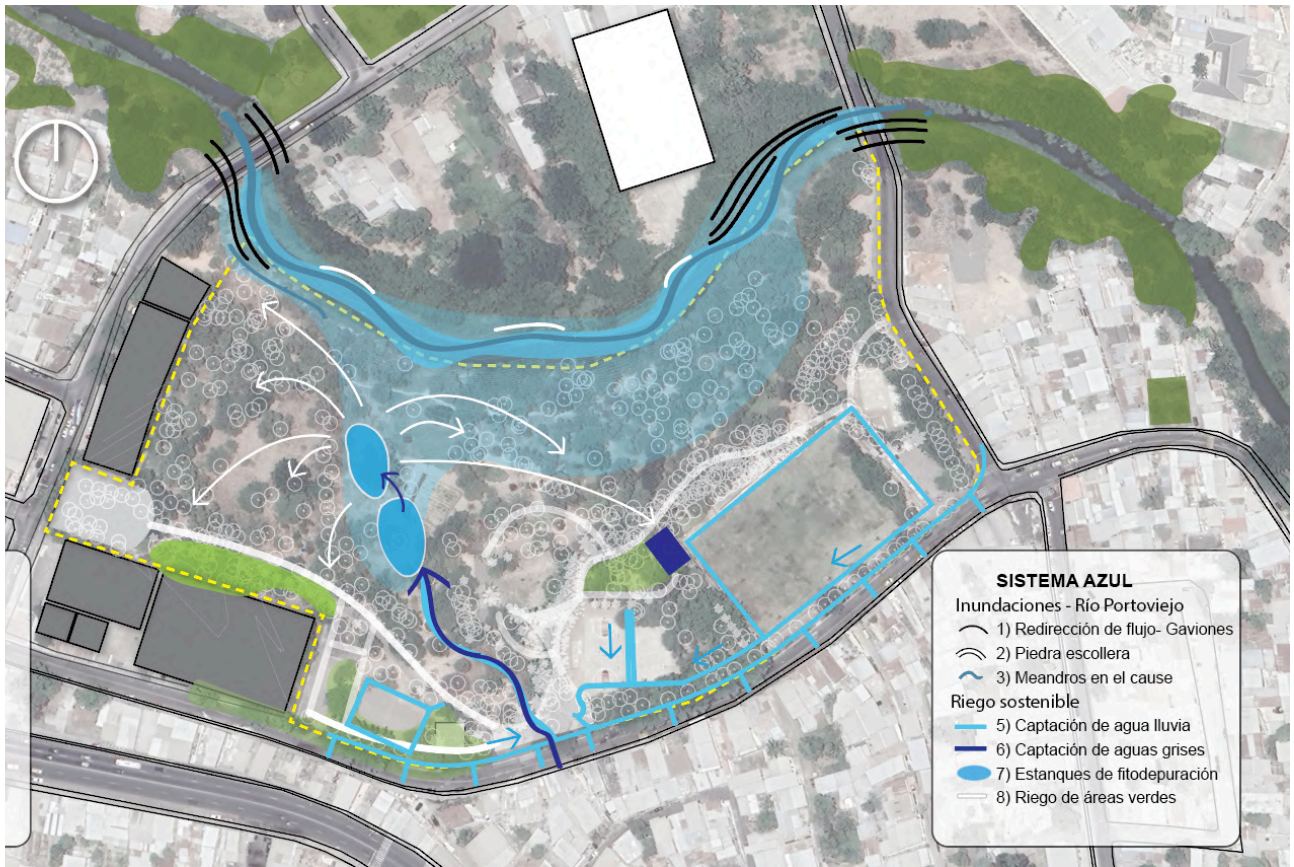 SISTEMA AZUL
Inundaciones - Río Portoviejo
1) Redirección de flujo- Gaviones
2) Piedra escollera
3) Meandros en el cause
Riego sostenible
5) Captación de agua lluvia
6) Captación de aguas grises
7) Estanques de fitodepuración
8) Riego de áreas verdes